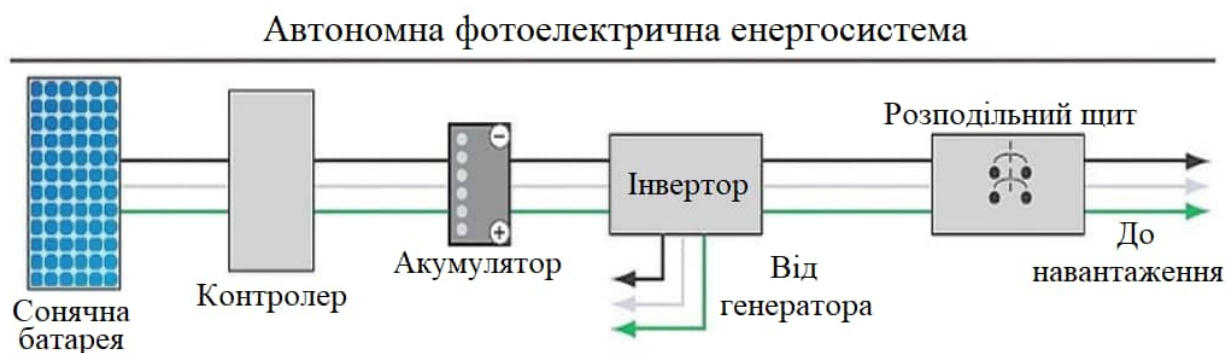 Автономна фотоелектрична енергосистема
Розподільний щит
Інвертор
Акумулятор
Контролер
Сонячна
батарея
Від
генератора
До
навантаження